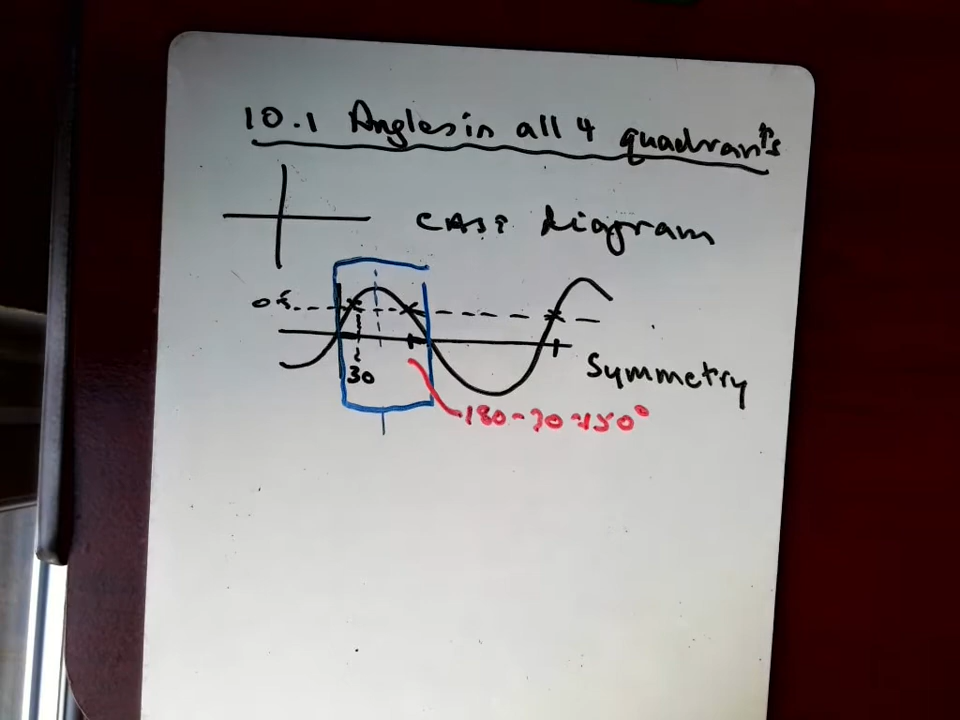 10.1 Angles in all 4 quadrants
CAST diagram
0.5
30
Symmetry
180-30=150°